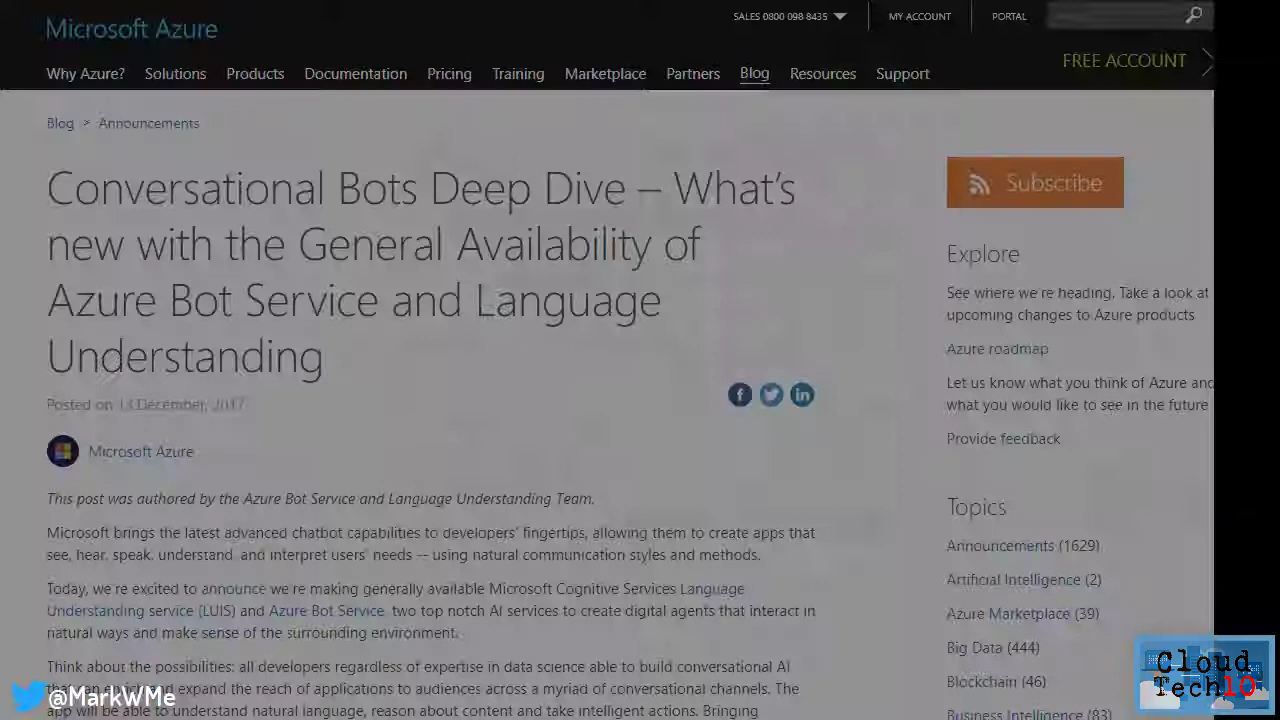 Microsoft Azure
SALES 0800 098 8435
MY ACCOUNT
PORTAL
Why Azure? Solutions Products Documentation Pricing Training Marketplace Partners Blog Resources Support
FREE ACCOUNT
Blog > Announcements
Conversational Bots Deep Dive – What's
new with the General Availability of
Azure Bot Service and Language
Understanding
Posted on 13 December, 2017
Microsoft Azure
This post was authored by the Azure Bot Service and Language Understanding Team.
Microsoft brings the latest advanced chatbot capabilities to developers' fingertips, allowing them to create apps that
see, hear, speak, understand, and interpret users' needs -- using natural communication styles and methods.
Today, we're excited to announce we're making generally available Microsoft Cognitive Services Language
Understanding service (LUIS) and Azure Bot Service, two top notch AI services to create digital agents that interact in
natural ways and make sense of the surrounding environment.
Think about the possibilities: all developers regardless of expertise in data science able to build conversational AI
expand the reach of applications to audiences across a myriad of conversational channels. The
app will be able to understand natural language, reason about content and take intelligent actions. Bringing
Subscribe
Explore
See where we're heading. Take a look at
upcoming changes to Azure products
Azure roadmap
Let us know what you think of Azure and
what you would like to see in the future
Provide feedback
Topics
Announcements (1629)
Artificial Intelligence (2)
Azure Marketplace (39)
Big Data (444)
Blockchain (46)
Business Intelligence (83)
@MarkWMe
Cloud
Tech10